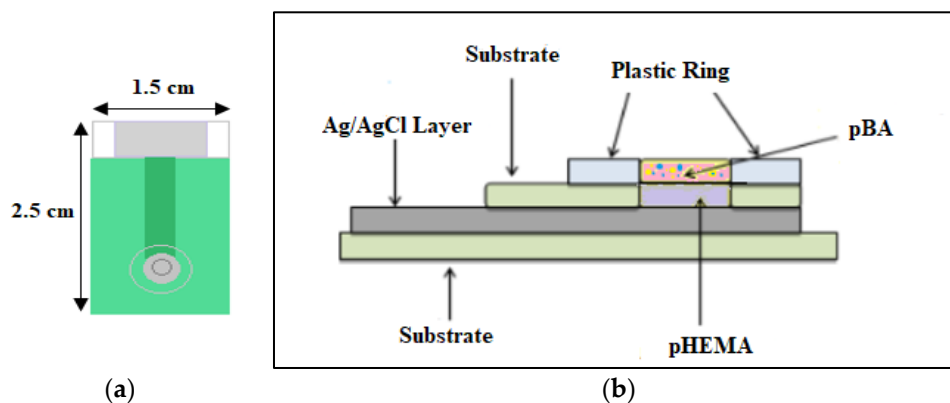 1.5 cm
2.5 cm
Substrate
Plastic Ring
Ag/AgCl Layer
pBA
Substrate
pHEMA
(a)
(b)